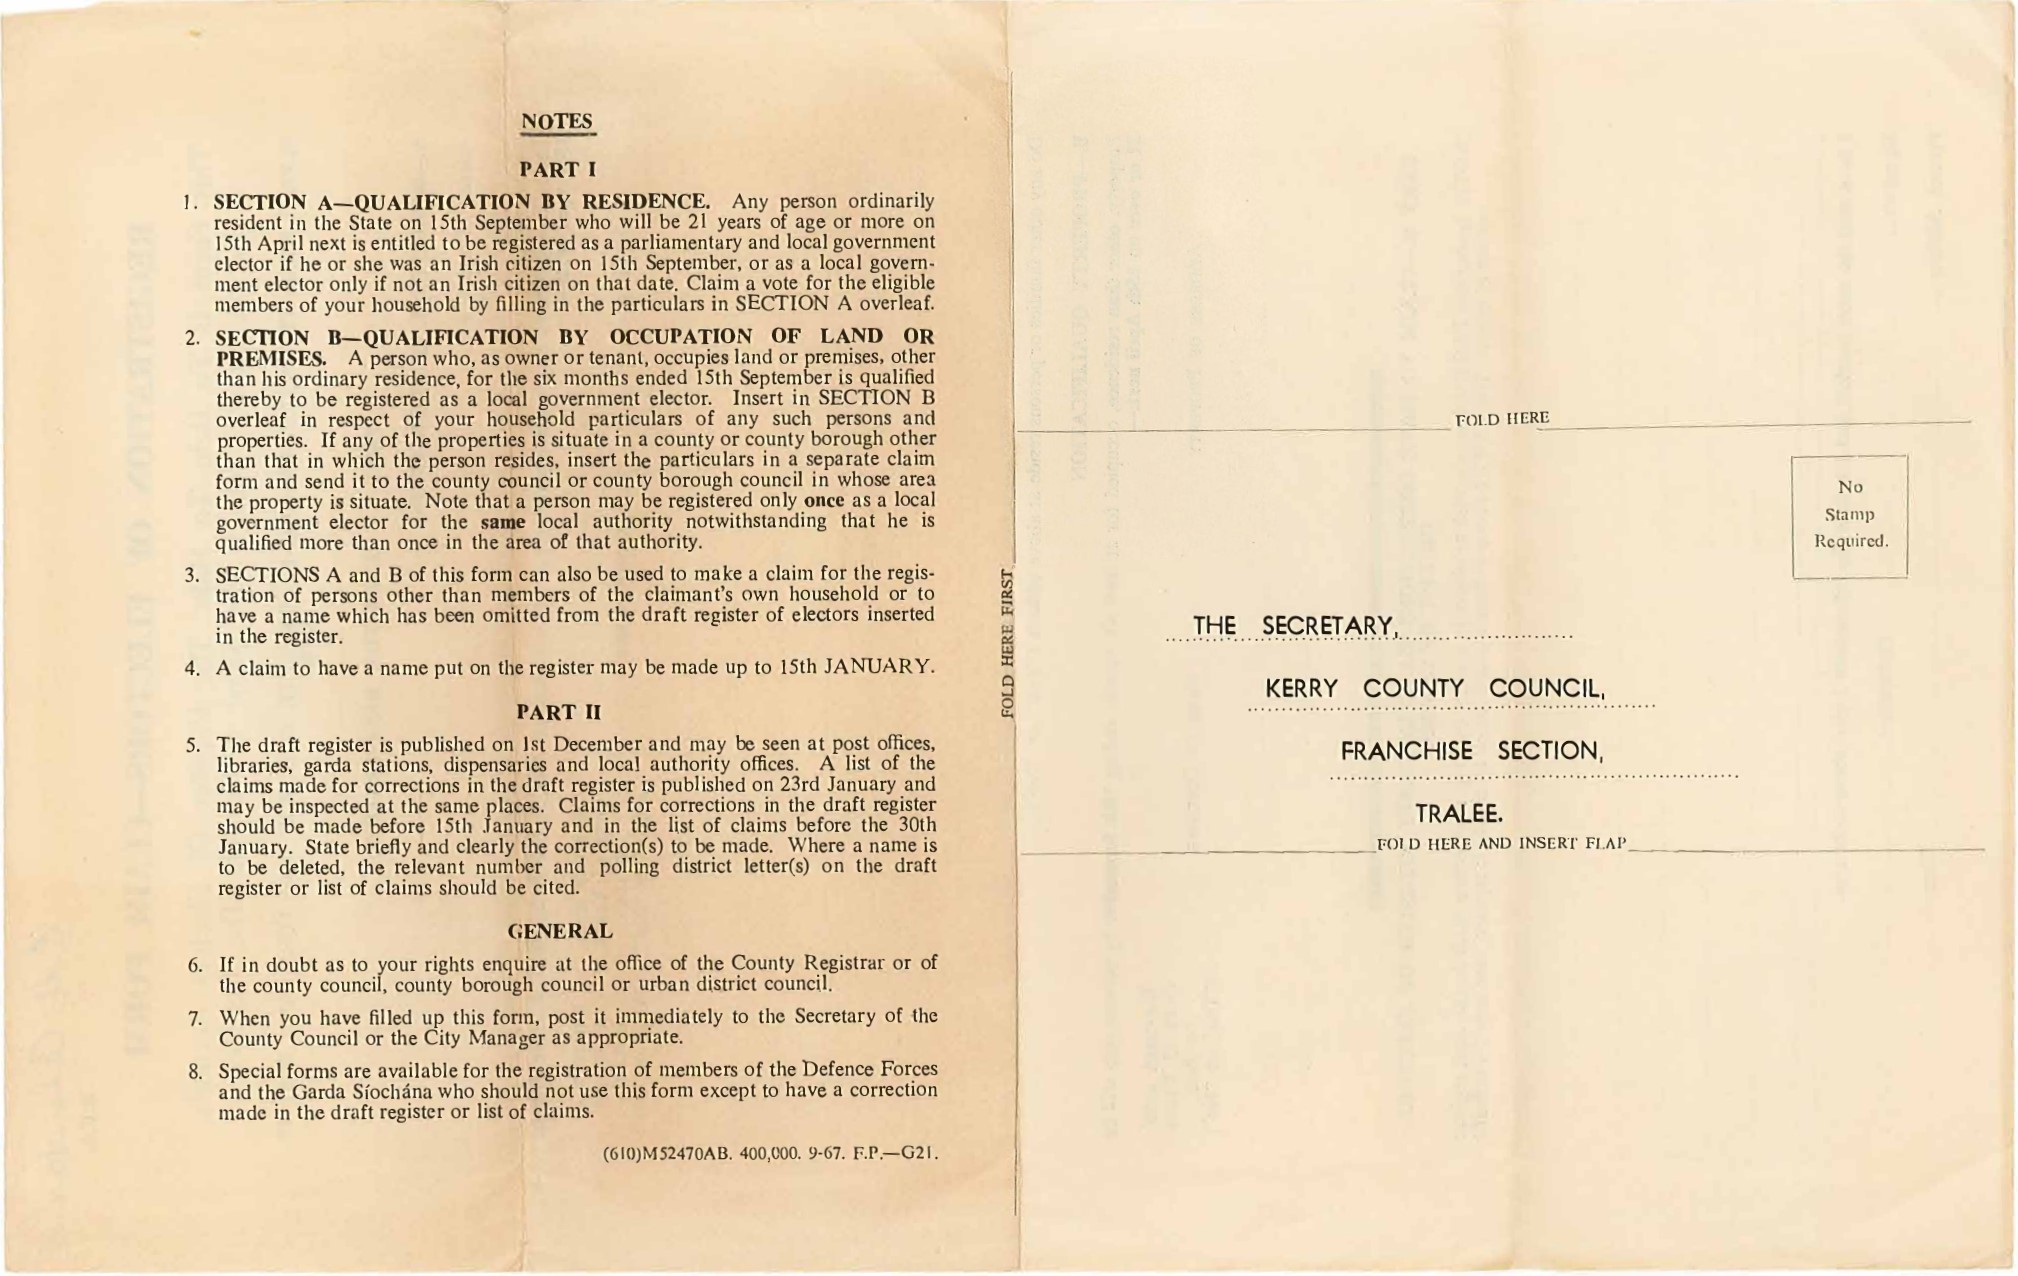 NOTES
PART I
1. SECTION A—QUALIFICATION BY RESIDENCE. Any person ordinarily
resident in the State on 15th September who will be 21 years of age or more on
15th April next is entitled to be registered as a parliamentary and local government
elector if he or she was an Irish citizen on 15th September, or as a local govern-
ment elector only if not an Irish citizen on that date. Claim a vote for the eligible
members of your household by filling in the particulars in SECTION A overleaf.
2. SECTION B—QUALIFICATION BY OCCUPATION OF LAND OR
PREMISES. A person who, as owner or tenant, occupies land or premises, other
than his ordinary residence, for the six months ended 15th September is qualified
thereby to be registered as a local government elector. Insert in SECTION B
overleaf in respect of your household particulars of any such persons and
properties. If any of the properties is situate in a county or county borough other
than that in which the person resides, insert the particulars in a separate claim
form and send it to the county council or county borough council in whose area
the property is situate. Note that a person may be registered only once as a local
government elector for the same local authority notwithstanding that he is
qualified more than once in the area of that authority.
3. SECTIONS A and B of this form can also be used to make a claim for the regis-
tration of persons other than members of the claimant's own household or to
have a name which has been omitted from the draft register of electors inserted
in the register.
4. A claim to have a name put on the register may be made up to 15th JANUARY.
PART II
5. The draft register is published on 1st December and may be seen at post offices,
libraries, garda stations, dispensaries and local authority offices. A list of the
claims made for corrections in the draft register is published on 23rd January and
may be inspected at the same places. Claims for corrections in the draft register
should be made before 15th January and in the list of claims before the 30th
January. State briefly and clearly the correction(s) to be made. Where a name is
to be deleted, the relevant number and polling district letter(s) on the draft
register or list of claims should be cited.
GENERAL
6. If in doubt as to your rights enquire at the office of the County Registrar or of
the county council, county borough council or urban district council.
7. When you have filled up this form, post it immediately to the Secretary of the
County Council or the City Manager as appropriate.
8. Special forms are available for the registration of members of the Defence Forces
and the Garda Síochána who should not use this form except to have a correction
made in the draft register or list of claims.
(610)M52470AB. 400,000. 9-67. F.P.—G21.
FOLD HERE FIRST
FOLD HERE
No
Stamp
Required.
THE SECRETARY,
KERRY COUNTY COUNCIL,
FRANCHISE SECTION,
TRALEE.
FOLD HERE AND INSERT FLAP